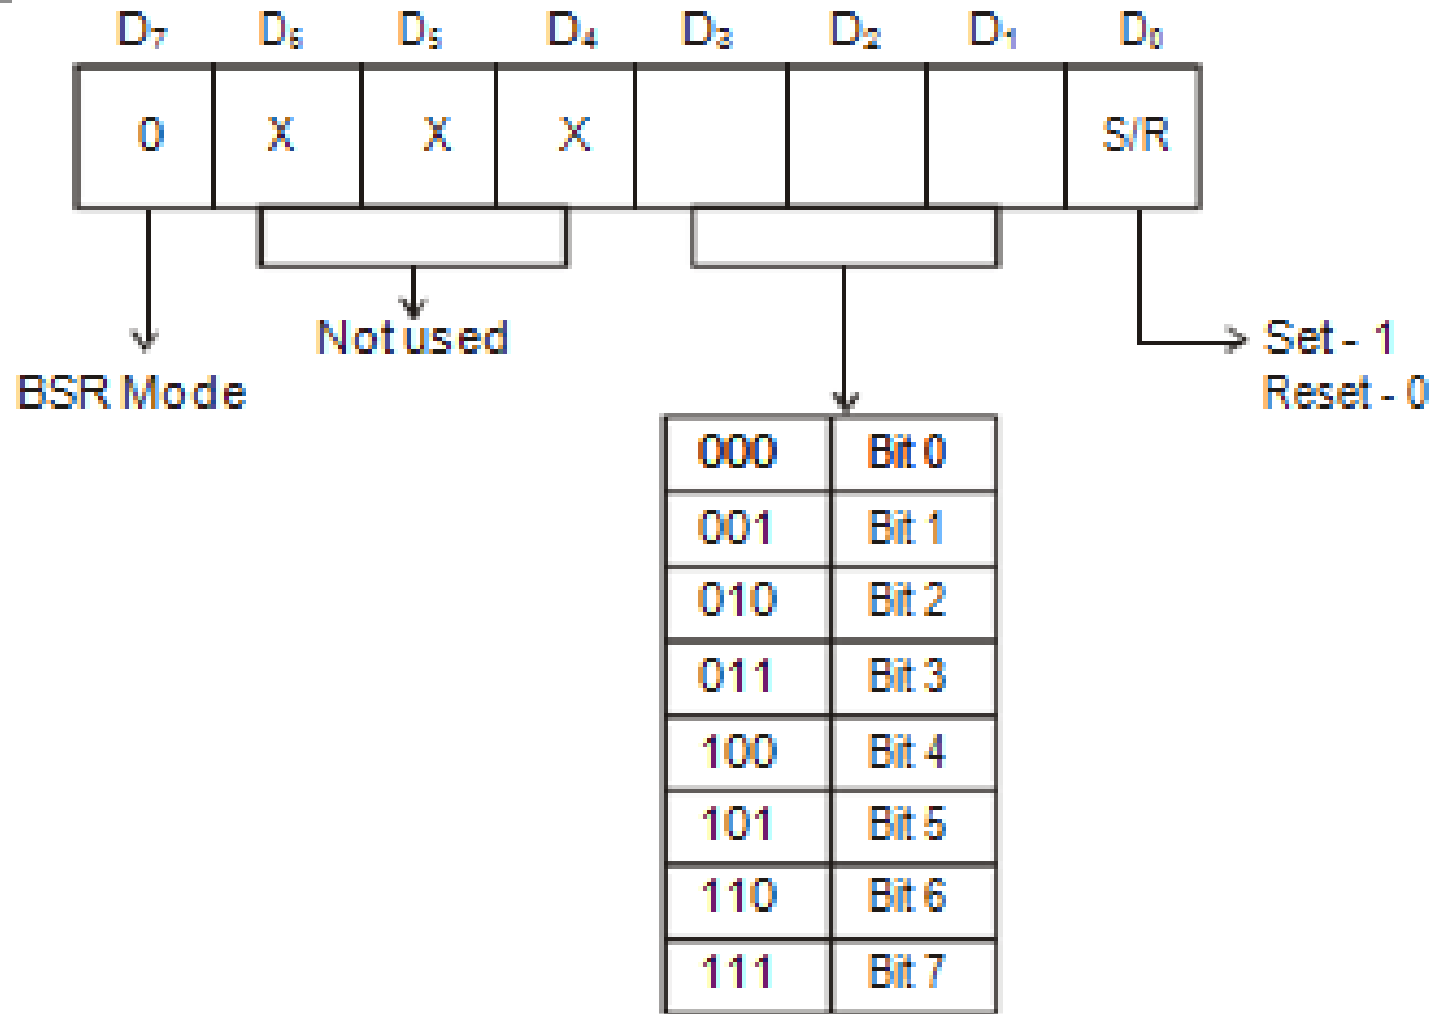 D₇ D₆ D₅ D₄ D₃ D₂ D₁ D₀
0 X X X S/R
Not used
Set - 1
BSR Mode
Reset - 0
000 Bit 0
001 Bit 1
010 Bit 2
011 Bit 3
100 Bit 4
101 Bit 5
110 Bit 6
111 Bit 7